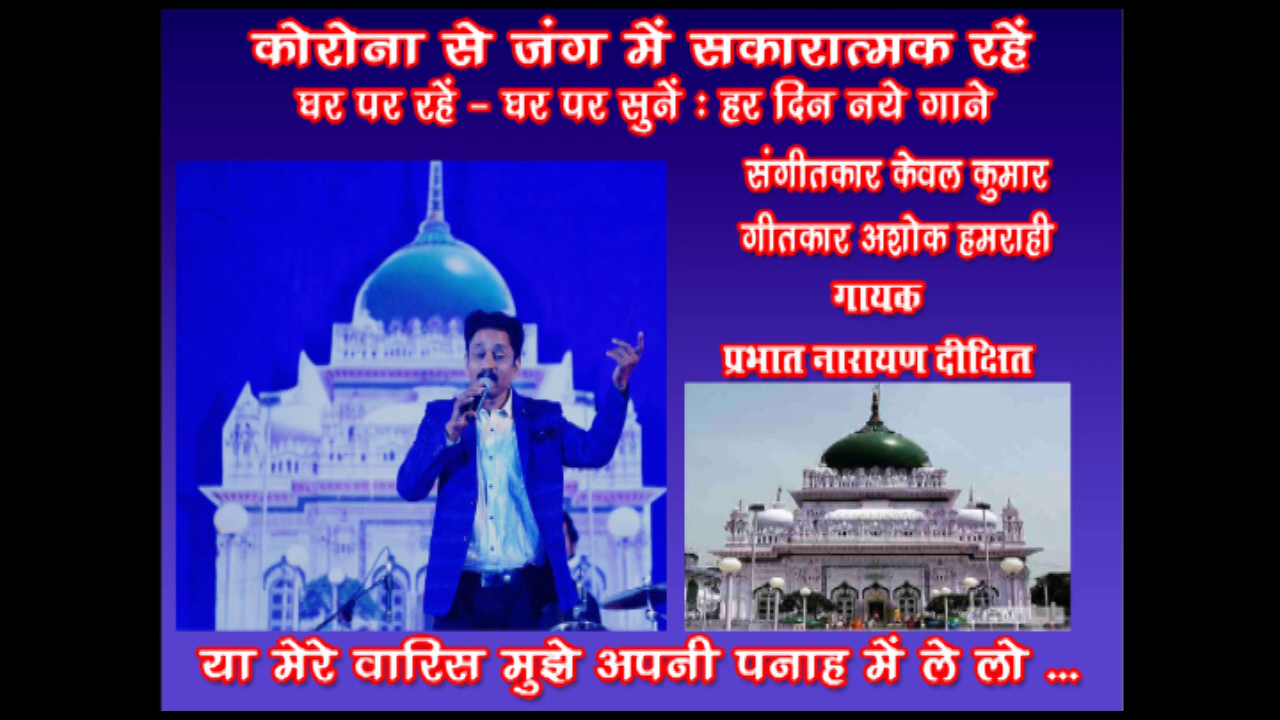 कोरोना से जंग में सकारात्मक रहें
घर पर रहें - घर पर सुनें : हर दिन नये गाने
संगीतकार केवल कुमार
गीतकार अशोक हमराही
गायक
प्रभात नारायण दीक्षित
या मेरे वारिस मुझे अपनी पनाह में ले लो ...